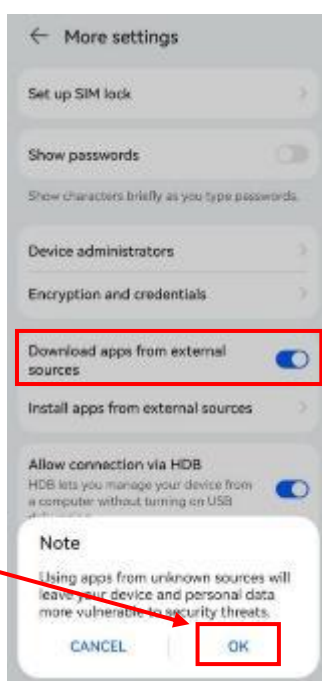 ← More settings
Set up SIM lock
Show passwords
Show characters briefly as you type passwords.
Device administrators
Encryption and credentials
Download apps from external
sources
Install apps from external sources
Allow connection via HDB
HDB lets you manage your device from
a computer without turning on USB
Note
Using apps from unknown sources will
leave your device and personal data
more vulnerable to security threats.
CANCEL
OK